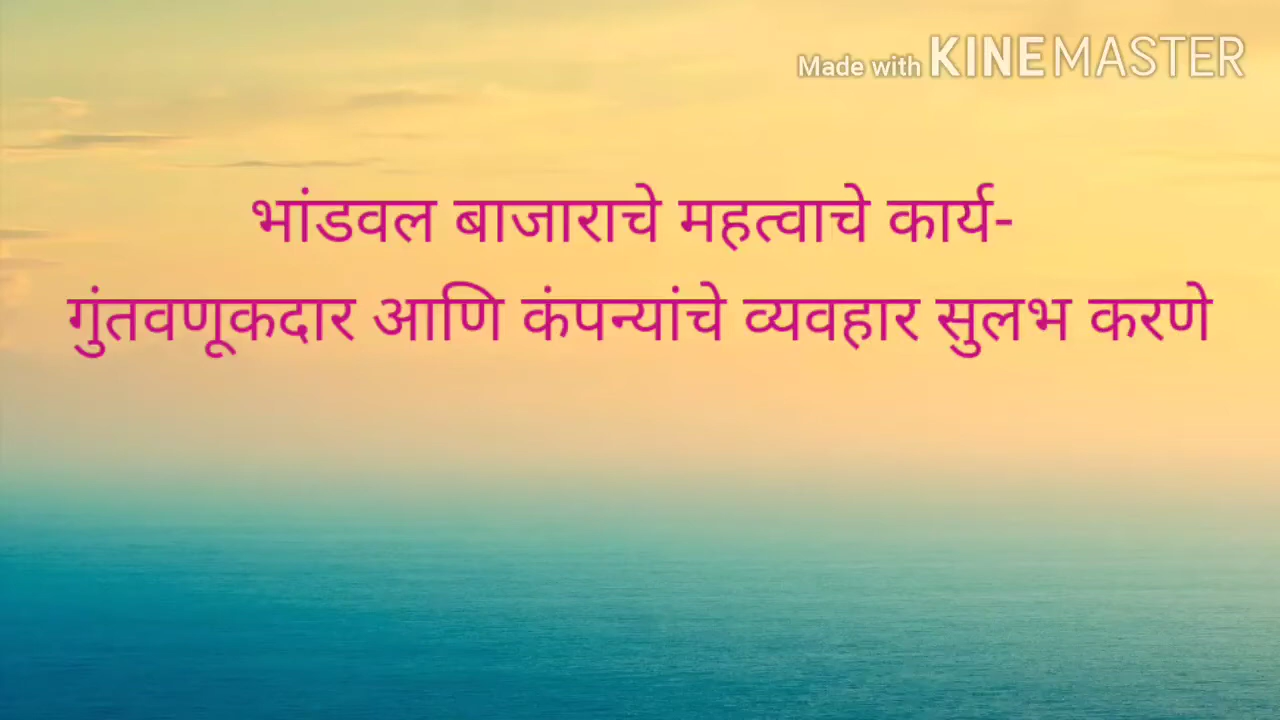 Made with KINEMASTER
भांडवल बाजाराचे महत्वाचे कार्य-
गुंतवणूकदार आणि कंपन्यांचे व्यवहार सुलभ करणे